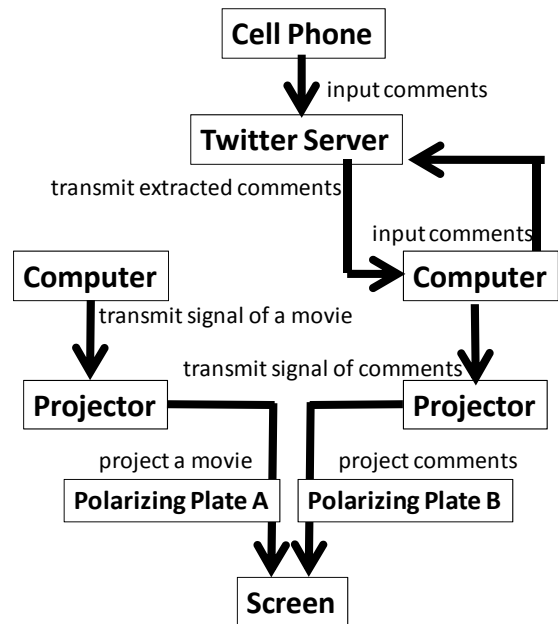 Cell Phone
input comments
Twitter Server
transmit extracted comments
input comments
Computer
Computer
transmit signal of a movie
transmit signal of comments
Projector
Projector
project a movie
project comments
Polarizing Plate A
Polarizing Plate B
Screen